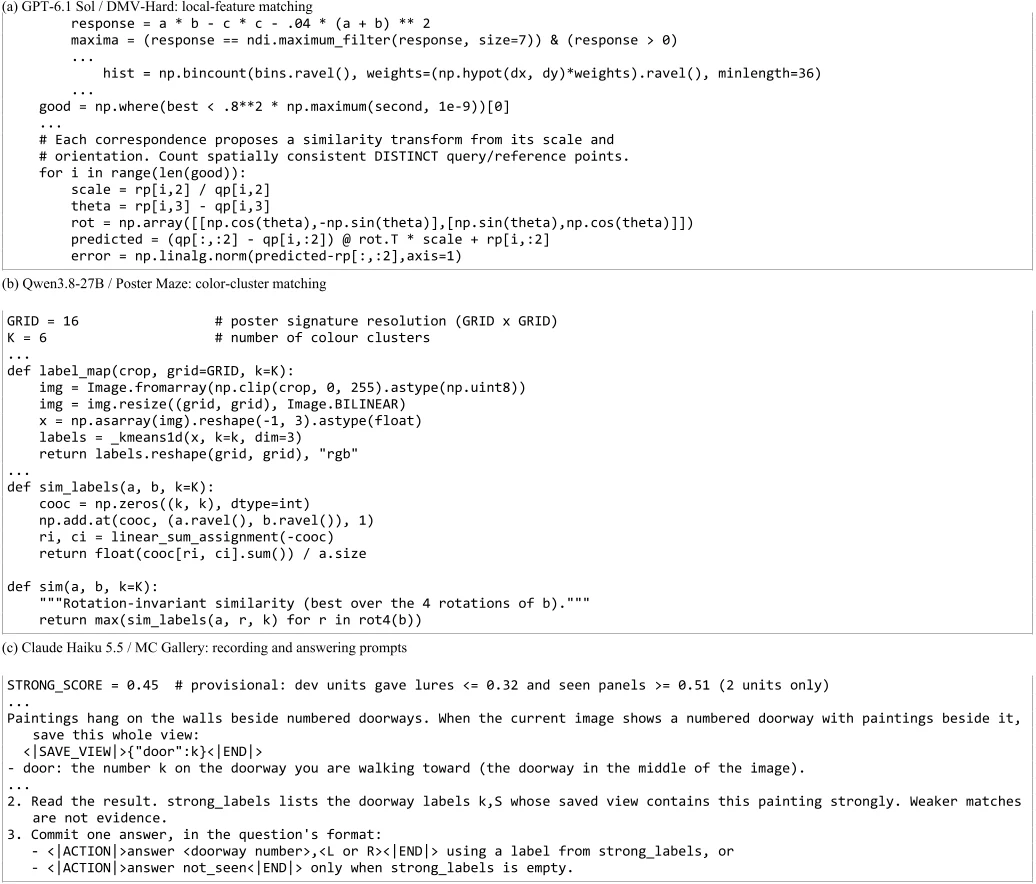 (a) GPT-6.1 Sol / DMV-Hard: local-feature matching
response = a * b - c * c - .04 * (a + b) ** 2
maxima = (response == ndi.maximum_filter(response, size=7)) & (response > 0)
...
hist = np.bincount(bins.ravel(), weights=(np.hypot(dx, dy)*weights).ravel(), minlength=36)
...
good = np.where(best < .8**2 * np.maximum(second, 1e-9))[0]
...
# Each correspondence proposes a similarity transform from its scale and
# orientation. Count spatially consistent DISTINCT query/reference points.
for i in range(len(good)):
scale = rp[i,2] / qp[i,2]
theta = rp[i,3] - qp[i,3]
rot = np.array([[np.cos(theta),-np.sin(theta)],[np.sin(theta),np.cos(theta)]])
predicted = (qp[:,:2] - qp[i,:2]) @ rot.T * scale + rp[i,:2]
error = np.linalg.norm(predicted-rp[:,:2],axis=1)
(b) Qwen3.8-27B / Poster Maze: color-cluster matching
GRID = 16 # poster signature resolution (GRID x GRID)
K = 6 # number of colour clusters
...
def label_map(crop, grid=GRID, k=K):
img = Image.fromarray(np.clip(crop, 0, 255).astype(np.uint8))
img = img.resize((grid, grid), Image.BILINEAR)
x = np.asarray(img).reshape(-1, 3).astype(float)
labels = _kmeans1d(x, k=k, dim=3)
return labels.reshape(grid, grid), "rgb"
...
def sim_labels(a, b, k=K):
cooc = np.zeros((k, k), dtype=int)
np.add.at(cooc, (a.ravel(), b.ravel()), 1)
ri, ci = linear_sum_assignment(-cooc)
return float(cooc[ri, ci].sum()) / a.size
def sim(a, b, k=K):
"""Rotation-invariant similarity (best over the 4 rotations of b)."""
return max(sim_labels(a, r, k) for r in rot4(b))
(c) Claude Haiku 5.5 / MC Gallery: recording and answering prompts
STRONG_SCORE = 0.45 # provisional: dev units gave lures <= 0.32 and seen panels >= 0.51 (2 units only)
...
Paintings hang on the walls beside numbered doorways. When the current image shows a numbered doorway with paintings beside it,
save this whole view:
<|SAVE_VIEW|>{"door":k}<|END|>
- door: the number k on the doorway you are walking toward (the doorway in the middle of the image).
...
2. Read the result. strong_labels lists the doorway labels k,S whose saved view contains this painting strongly. Weaker matches
are not evidence.
3. Commit one answer, in the question's format:
- <|ACTION|>answer <doorway number>,<L or R><|END|> using a label from strong_labels, or
- <|ACTION|>answer not_seen<|END|> only when strong_labels is empty.